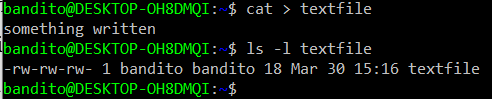 bandito@DESKTOP-OH8DMQI:~$ cat > textfile
something written
bandito@DESKTOP-OH8DMQI:~$ ls -l textfile
-rw-rw-rw- 1 bandito bandito 18 Mar 30 15:16 textfile
bandito@DESKTOP-OH8DMQI:~$